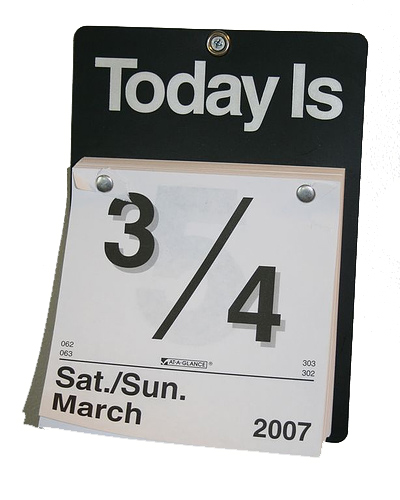 Today Is
3/4
062
063
AT-A-GLANCE®
303
302
Sat./Sun.
March
2007